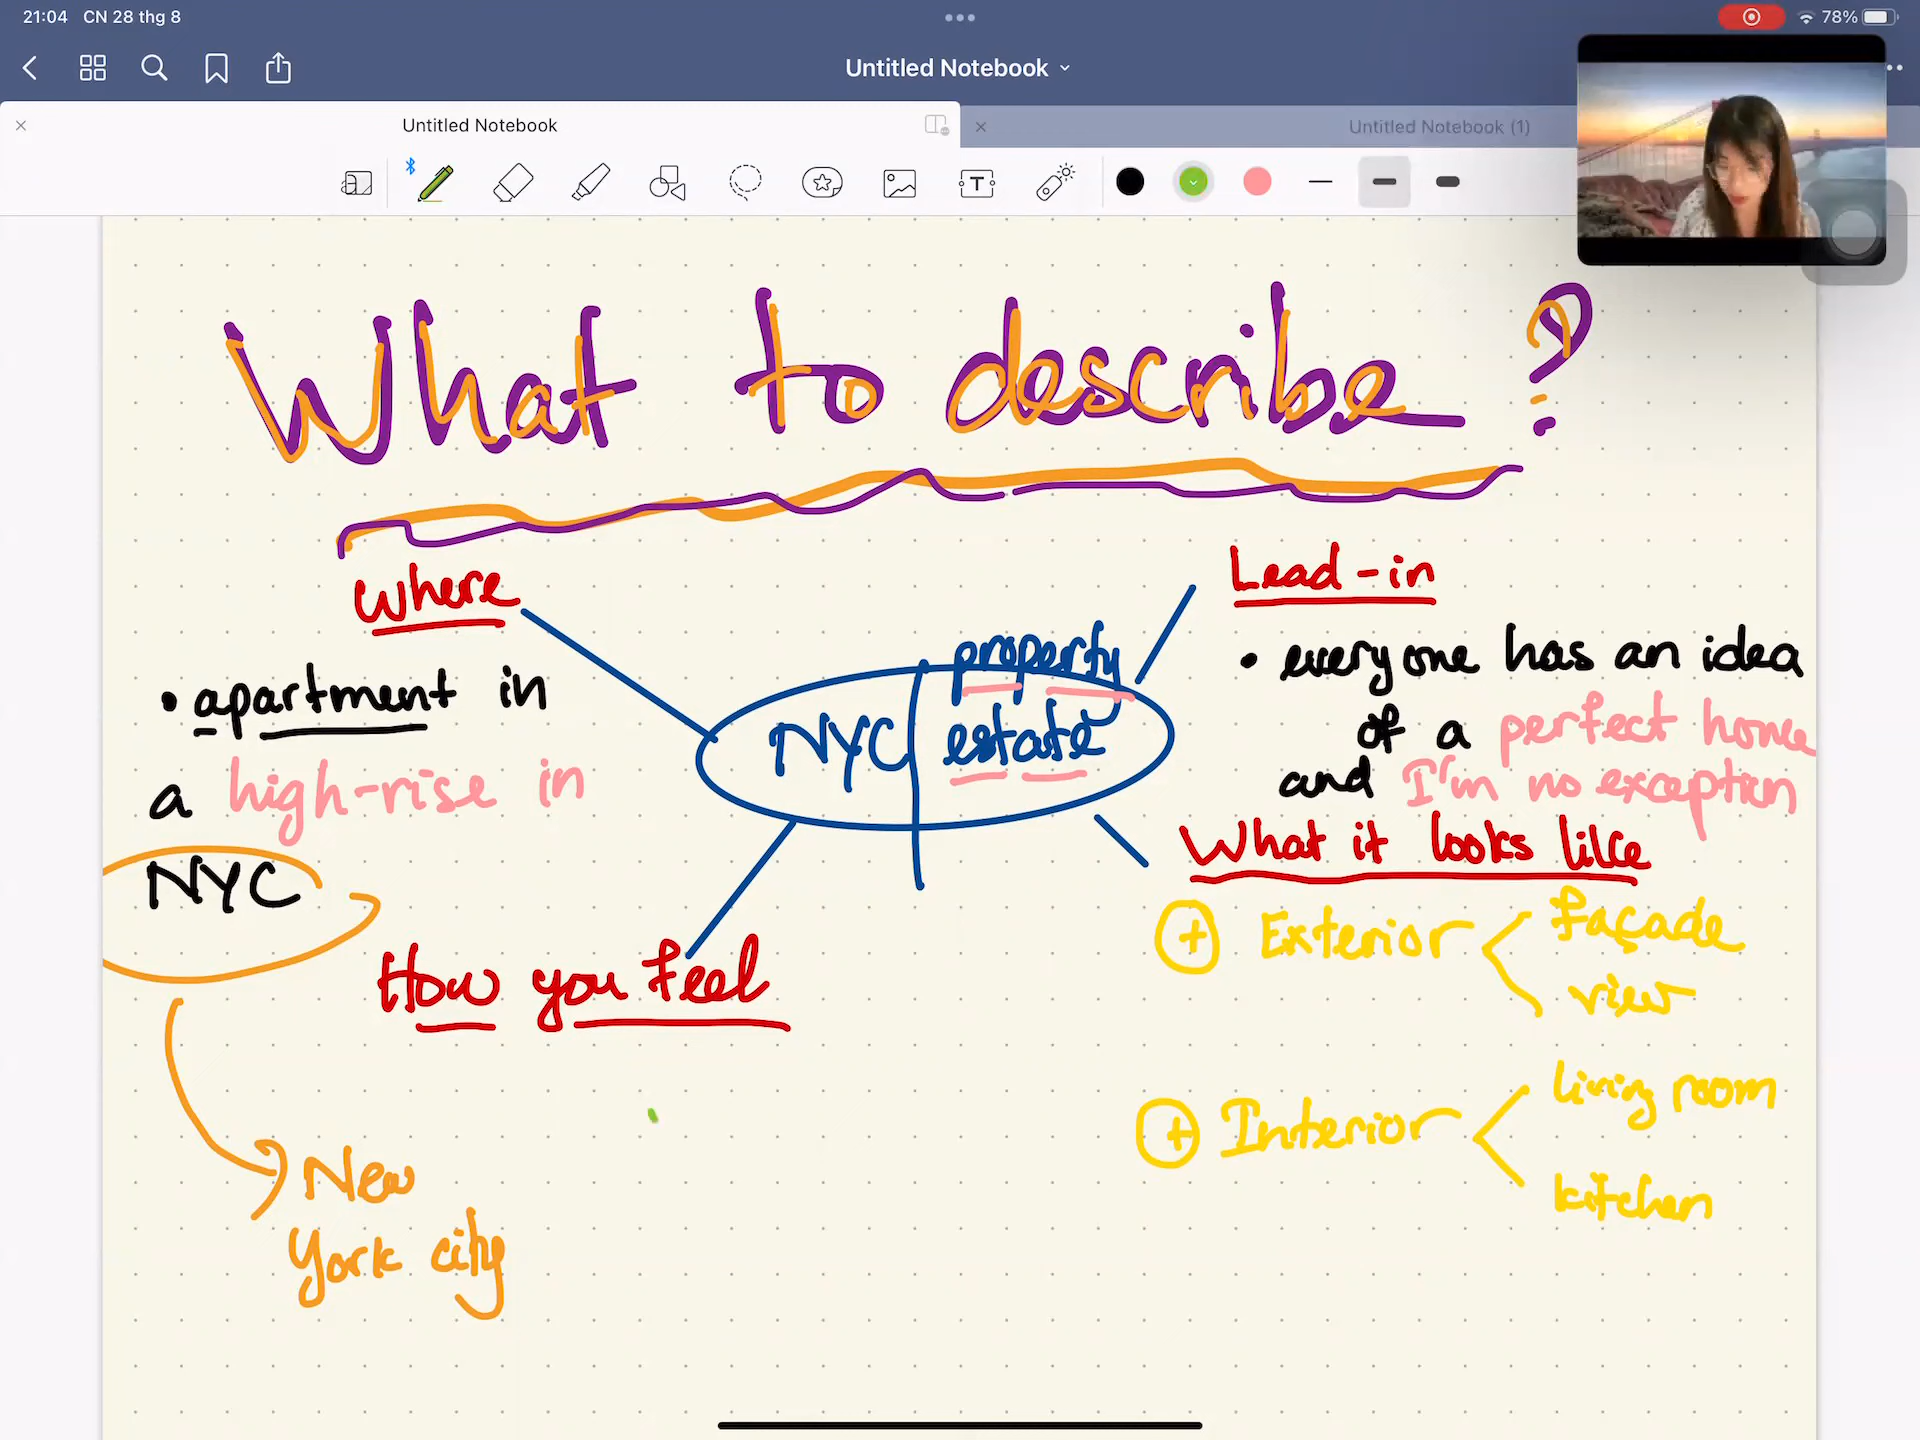 21:04 CN 28 thg 8
78%
Untitled Notebook
Untitled Notebook
Untitled Notebook (1)
What to describe ?
Where
• apartment in
a high-rise in
NYC
New
York city
NYC
property
estate
How you feel
Lead-in
• everyone has an idea
of a perfect home
and I'm no exception
What it looks like
+ Exterior
façade
view
+ Interior
living room
kitchen